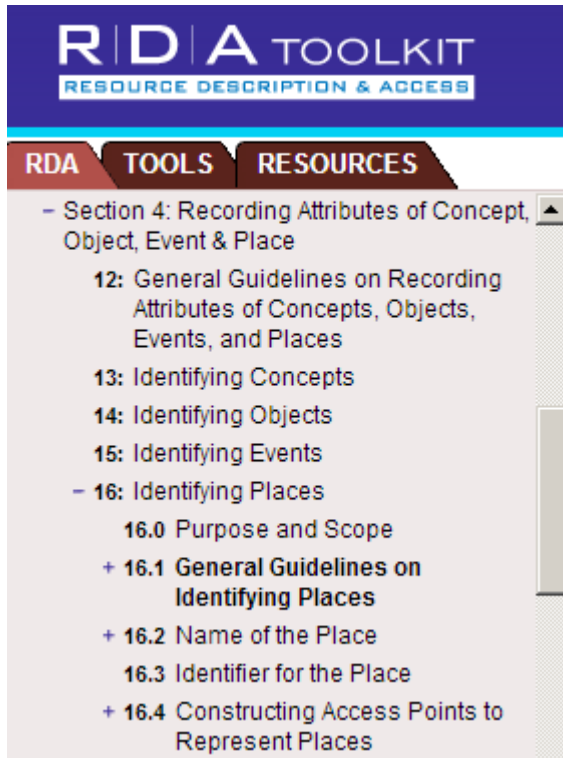 R|D|A TOOLKIT
RESOURCE DESCRIPTION & ACCESS
RDA TOOLS RESOURCES
− Section 4: Recording Attributes of Concept,
Object, Event & Place
12: General Guidelines on Recording
Attributes of Concepts, Objects,
Events, and Places
13: Identifying Concepts
14: Identifying Objects
15: Identifying Events
− 16: Identifying Places
16.0 Purpose and Scope
+ 16.1 General Guidelines on
Identifying Places
+ 16.2 Name of the Place
16.3 Identifier for the Place
+ 16.4 Constructing Access Points to
Represent Places